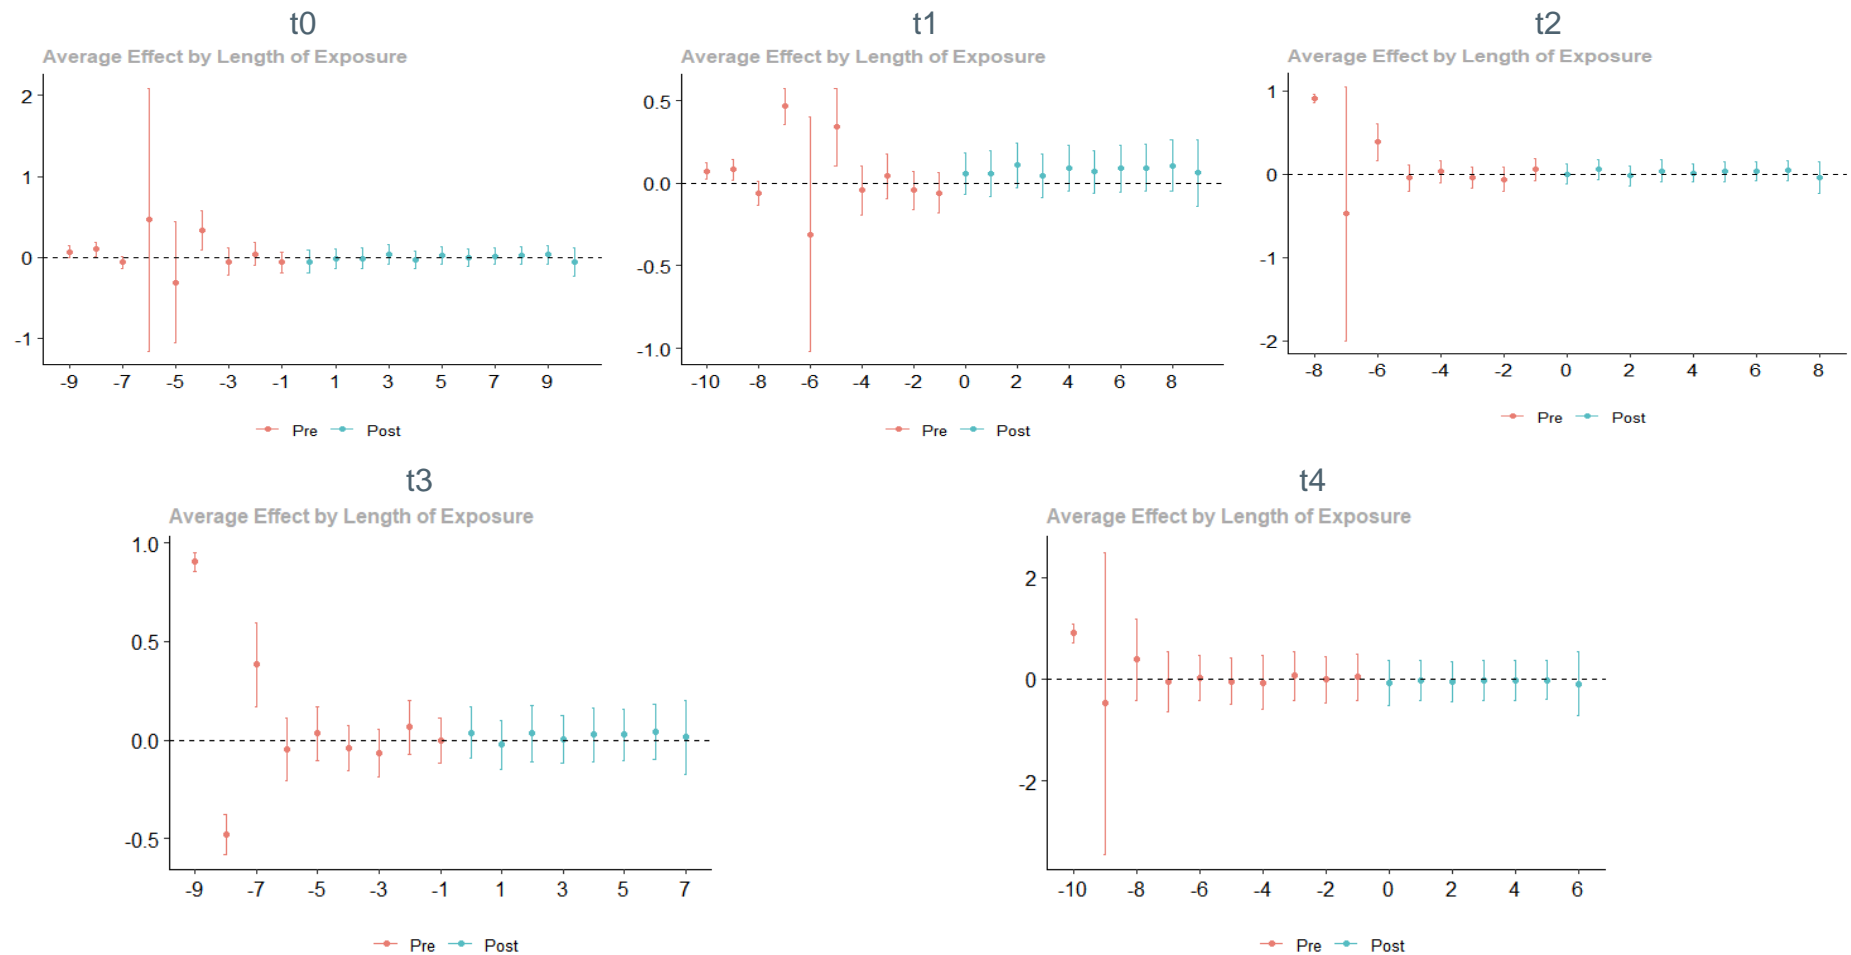 t0
Average Effect by Length of Exposure
2
1
0
-1
-9 -7 -5 -3 -1 1 3 5 7 9
Pre Post
t1
Average Effect by Length of Exposure
0.5
0.0
-0.5
-1.0
-10 -8 -6 -4 -2 0 2 4 6 8
Pre Post
t2
Average Effect by Length of Exposure
1
0
-1
-2
-8 -6 -4 -2 0 2 4 6 8
Pre Post
t3
Average Effect by Length of Exposure
1.0
0.5
0.0
-0.5
-9 -7 -5 -3 -1 1 3 5 7
Pre Post
t4
Average Effect by Length of Exposure
2
0
-2
-10 -8 -6 -4 -2 0 2 4 6
Pre Post